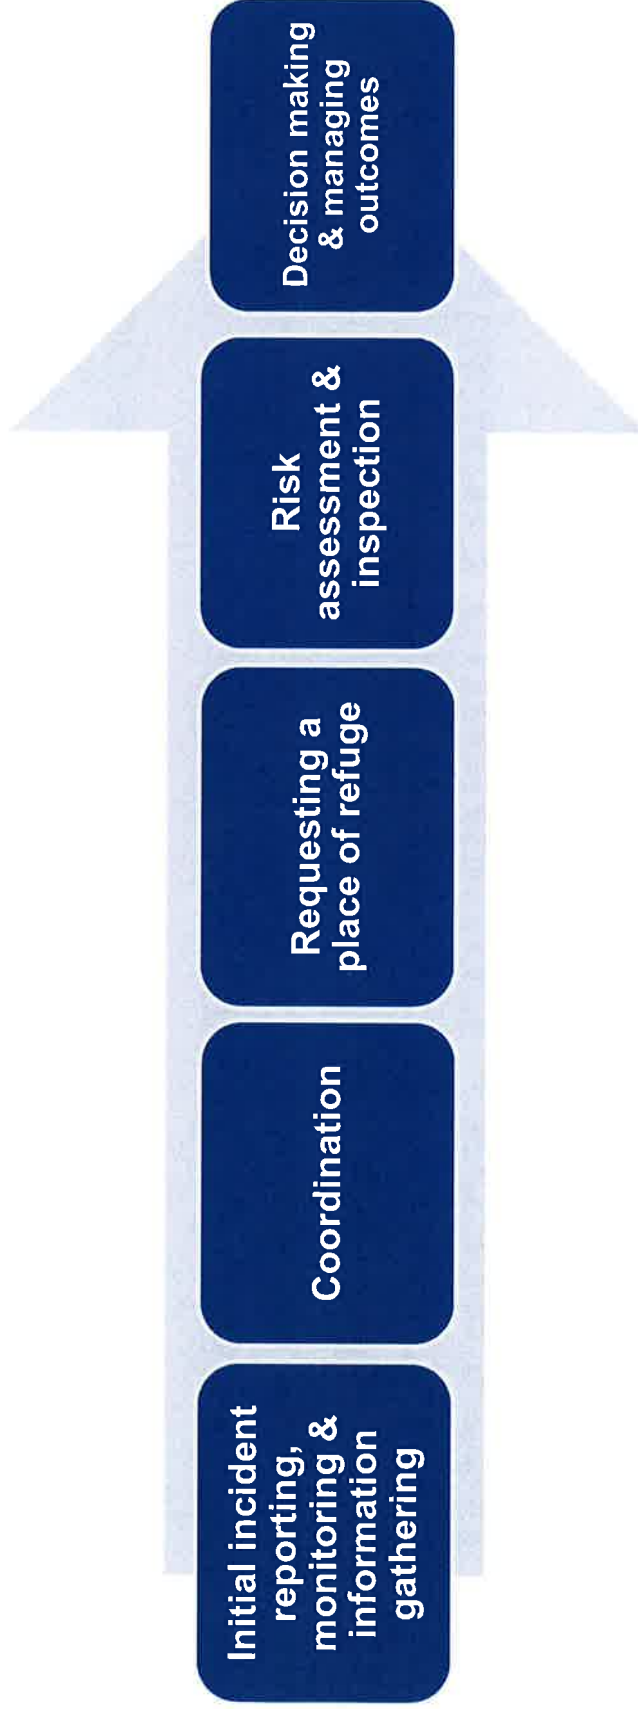 Initial incident
reporting,
monitoring &
information
gathering
Coordination
Requesting a
place of refuge
Risk
assessment &
inspection
Decision making
& managing
outcomes